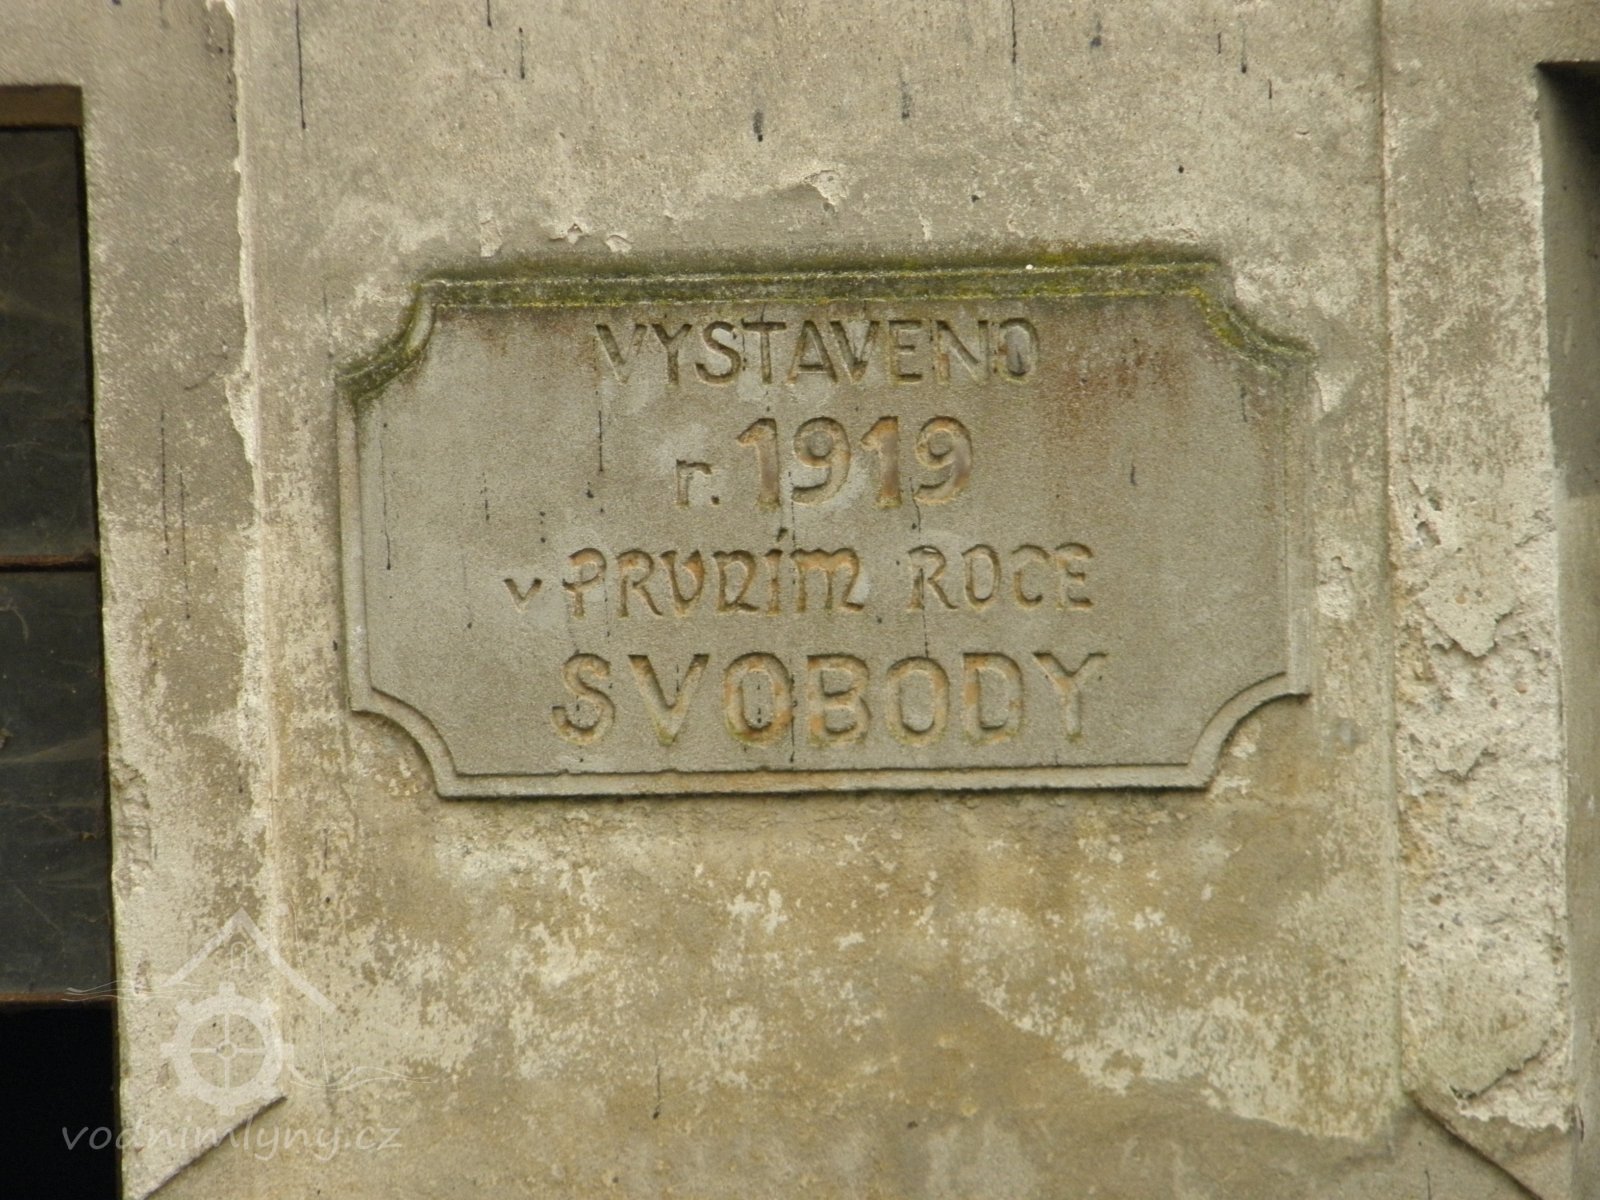 VYSTAVENO
r. 1919
v PRVNÍM ROCE
SVOBODY
vodnimlyny.cz